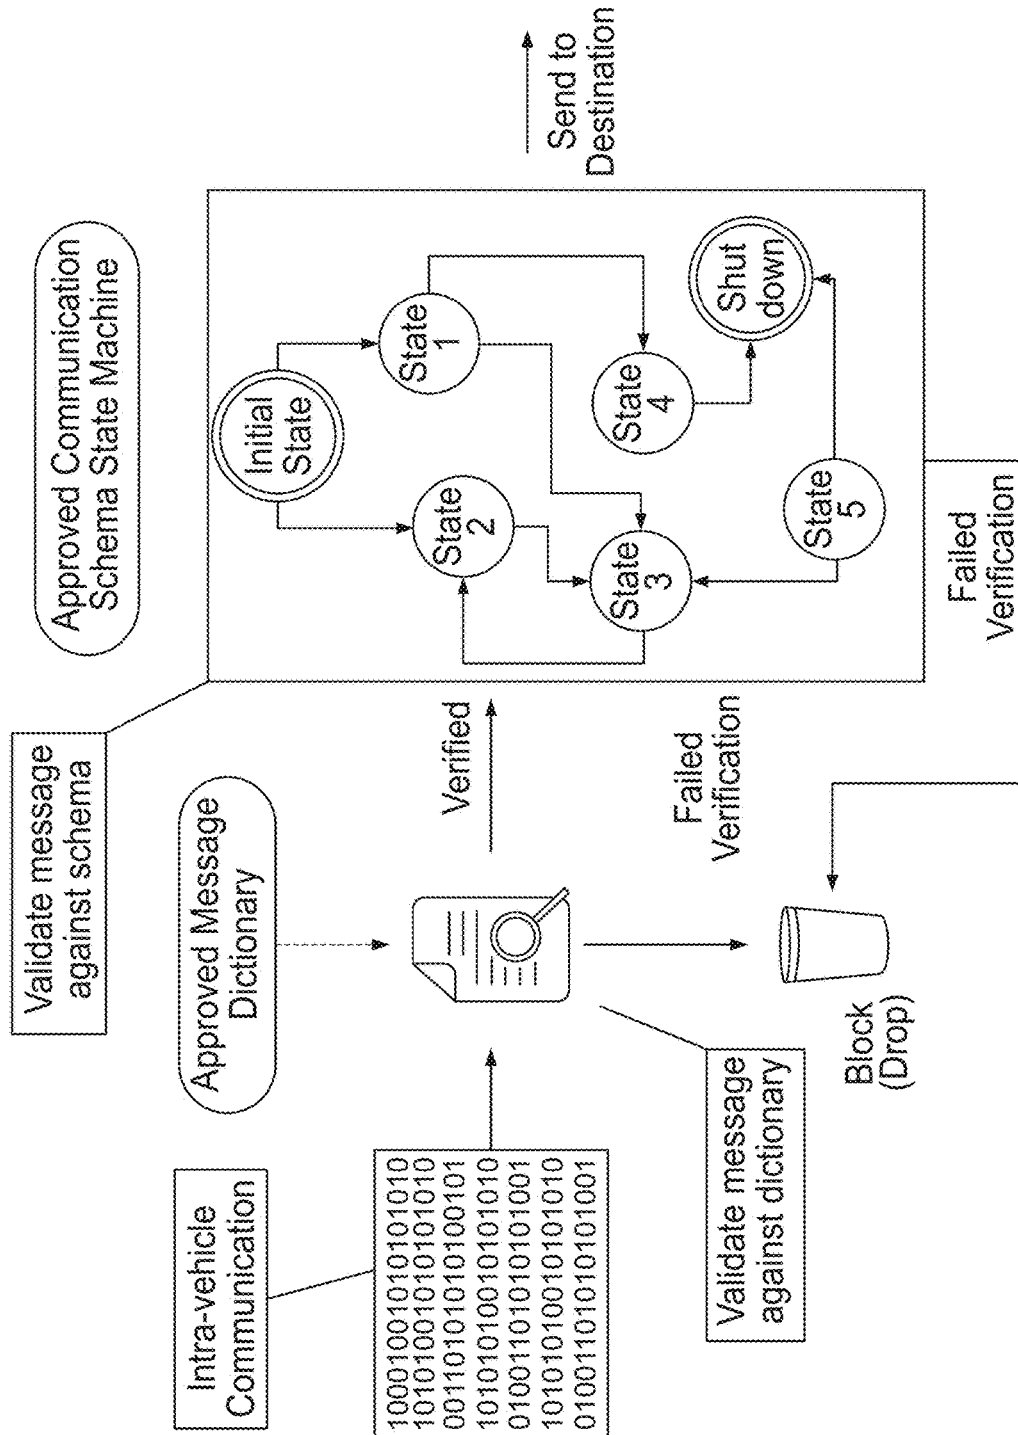 Validate message
against schema
Approved Communication
Schema State Machine
Intra-vehicle
Communication
Approved Message
Dictionary
1000100101010101010
1010100101010101010
0011010101010100101
1010101001010101010
0100110101010101001
1010101001010101010
0100110101010101001
Verified
Initial
State
State
1
State
2
State
3
State
4
State
5
Shut
down
Send to
Destination
Failed
Verification
Validate message
against dictionary
Block
(Drop)
Failed
Verification